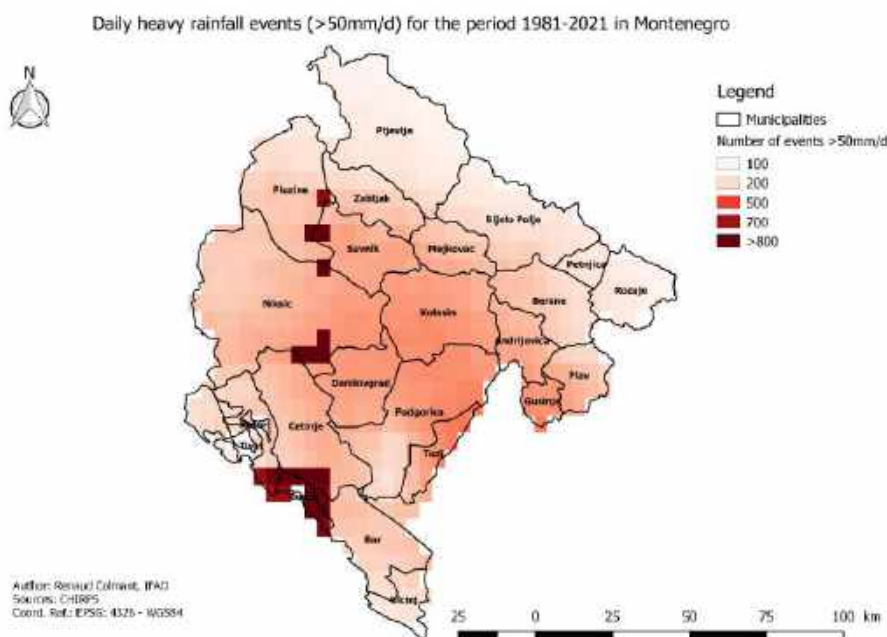 Daily heavy rainfall events (>50mm/d) for the period 1981-2021 in Montenegro
N
Legend
Municipalities
Number of events >50mm/d
100
200
500
700
>800
Pljevlja
Pluzine
Zabljak
Bijelo Polje
Savnik
Mojkovac
Petnjica
Rozaje
Niksic
Kolasin
Berane
Andrijevica
Plav
Danilovgrad
Gusinje
Podgorica
Cetinje
Tuzi
Bar
Author: Renaud Colmant, IFAD
Sources: CHIRPS
Coord. Ref.: EPSG: 4326 - WGS84
25 0 25 50 75 100 km